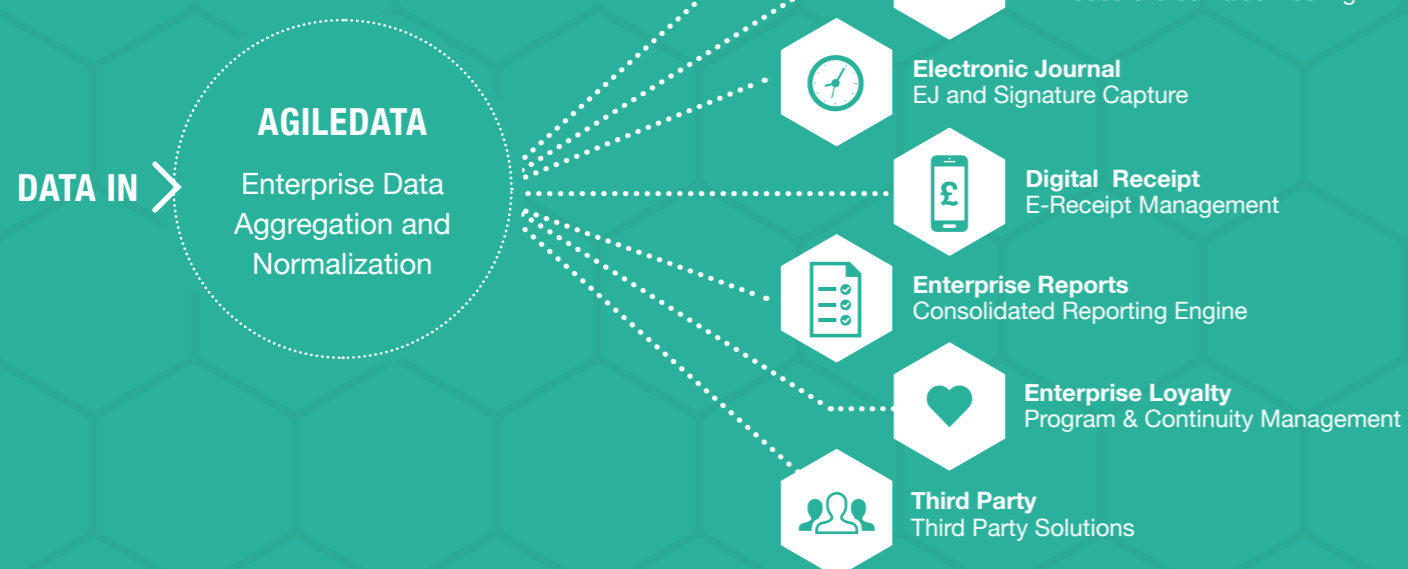 Electronic Journal
EJ and Signature Capture
AGILEDATA
DATA IN
Enterprise Data
Aggregation and
Normalization
£
Digital Receipt
E-Receipt Management
Enterprise Reports
Consolidated Reporting Engine
Enterprise Loyalty
Program & Continuity Management
Third Party
Third Party Solutions